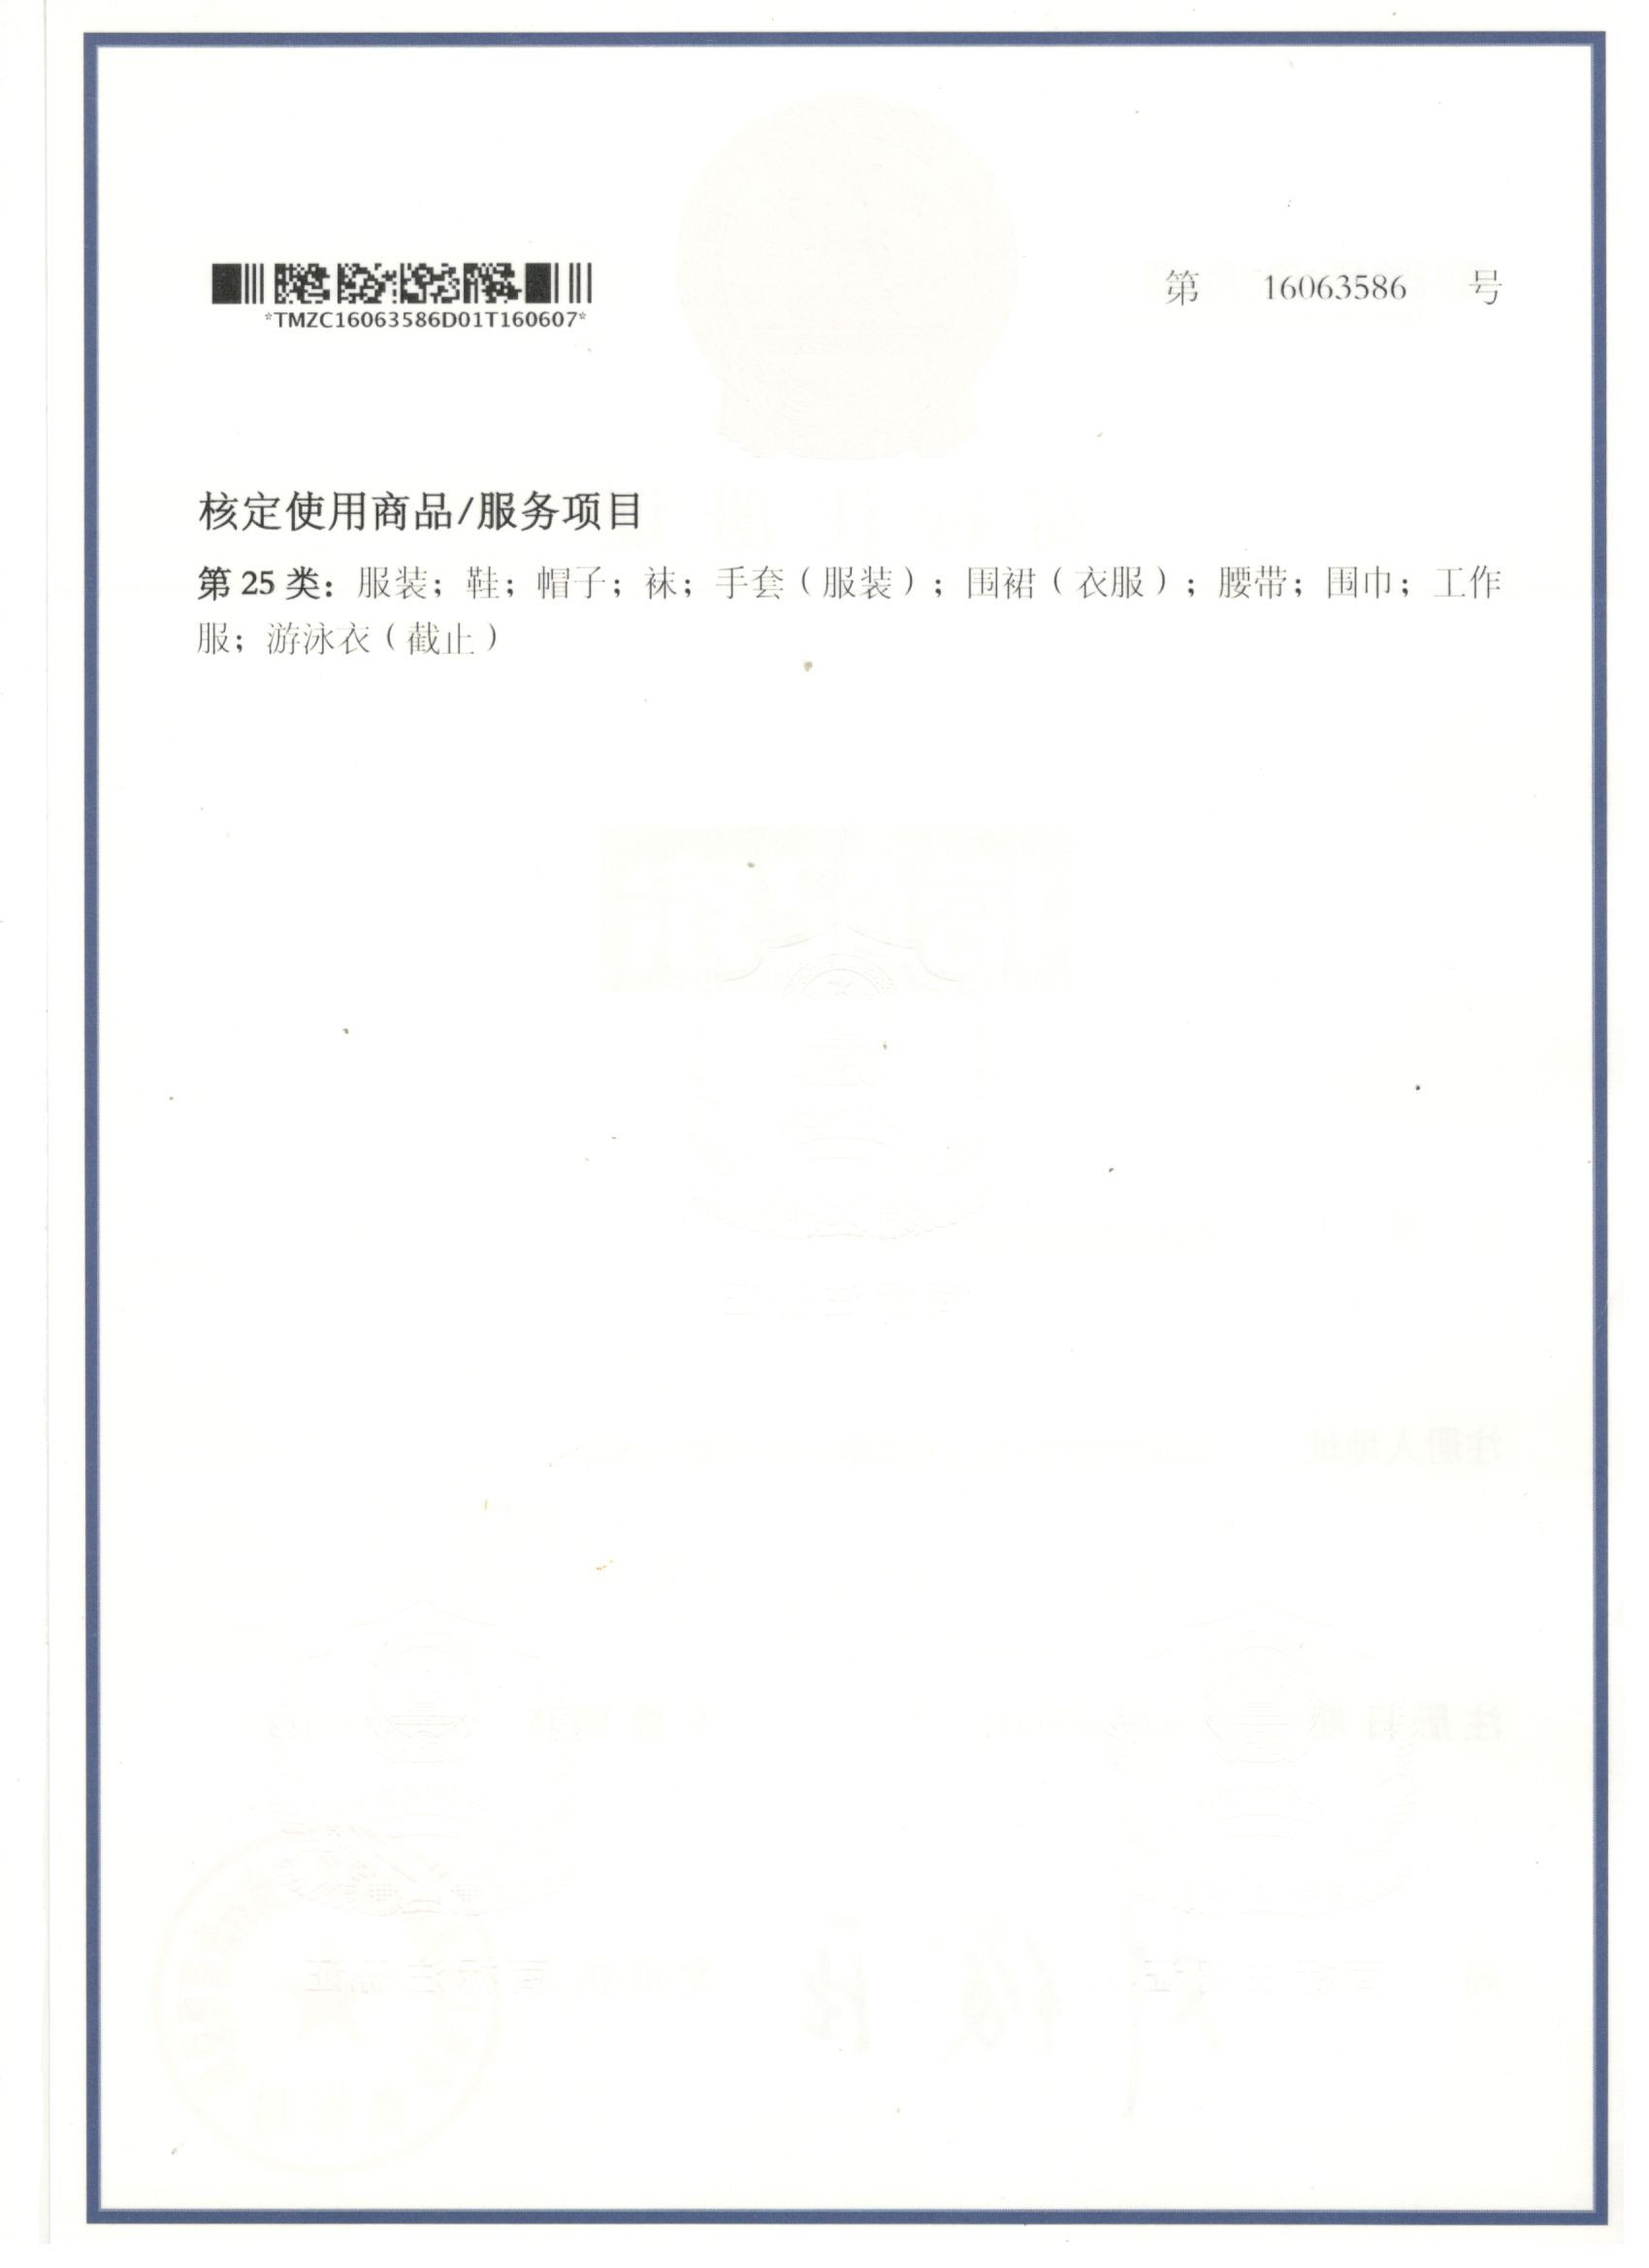 *TMZC16063586D01T160607*
第 16063586 号
核定使用商品/服务项目
第 25 类：服装；鞋；帽子；袜；手套（服装）；围裙（衣服）；腰带；围巾；工作
服；游泳衣（截止）